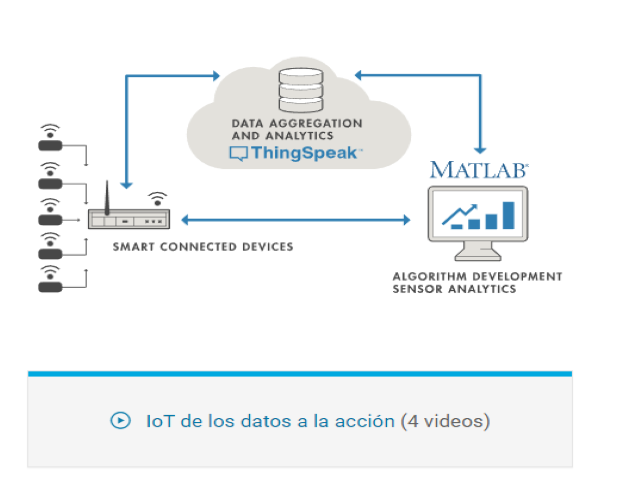 DATA AGGREGATION
AND ANALYTICS
ThingSpeak™
MATLAB®
SMART CONNECTED DEVICES
ALGORITHM DEVELOPMENT
SENSOR ANALYTICS
IoT de los datos a la acción (4 videos)